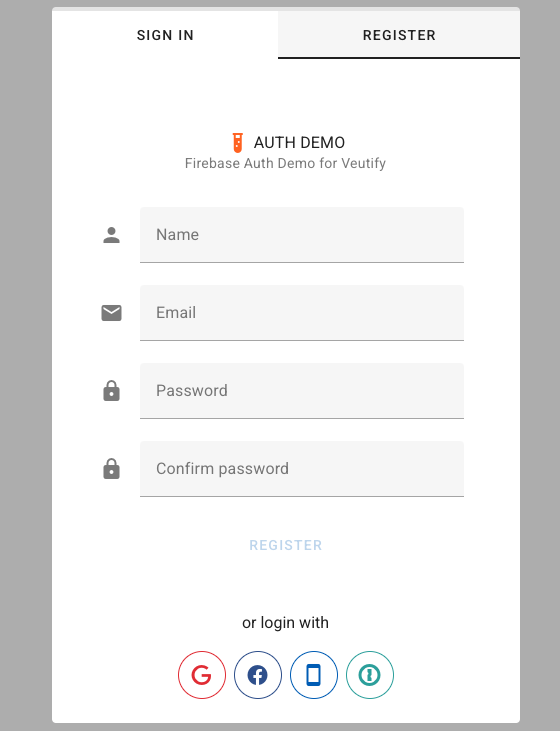 SIGN IN
REGISTER
AUTH DEMO
Firebase Auth Demo for Veutify
Name
Email
Password
Confirm password
REGISTER
or login with